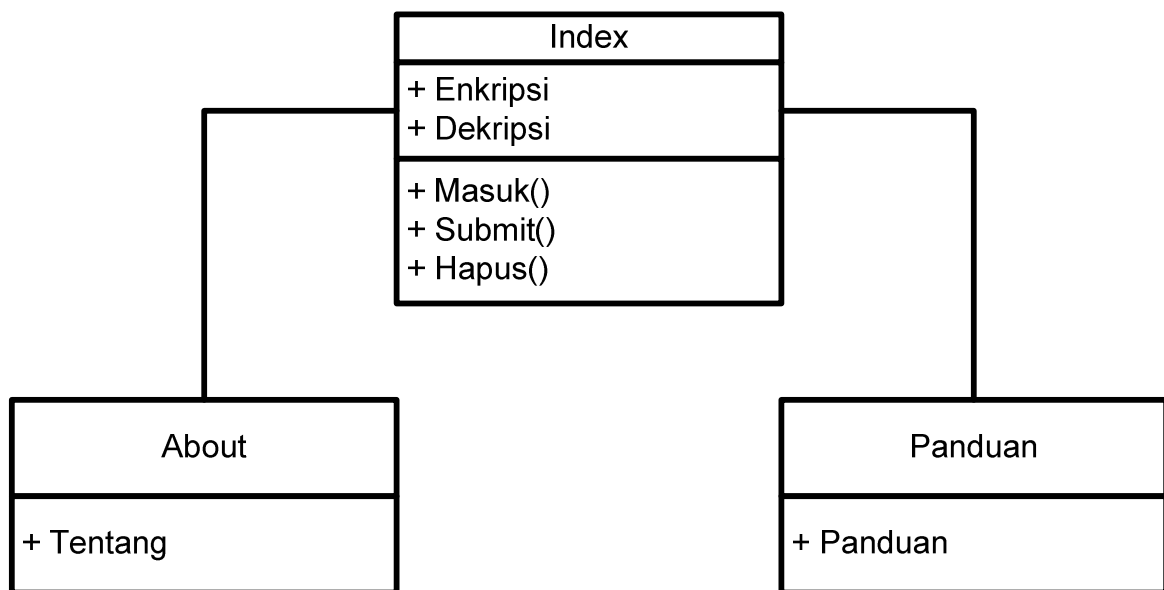 Index
+ Enkripsi
+ Dekripsi
+ Masuk()
+ Submit()
+ Hapus()
About
+ Tentang
Panduan
+ Panduan